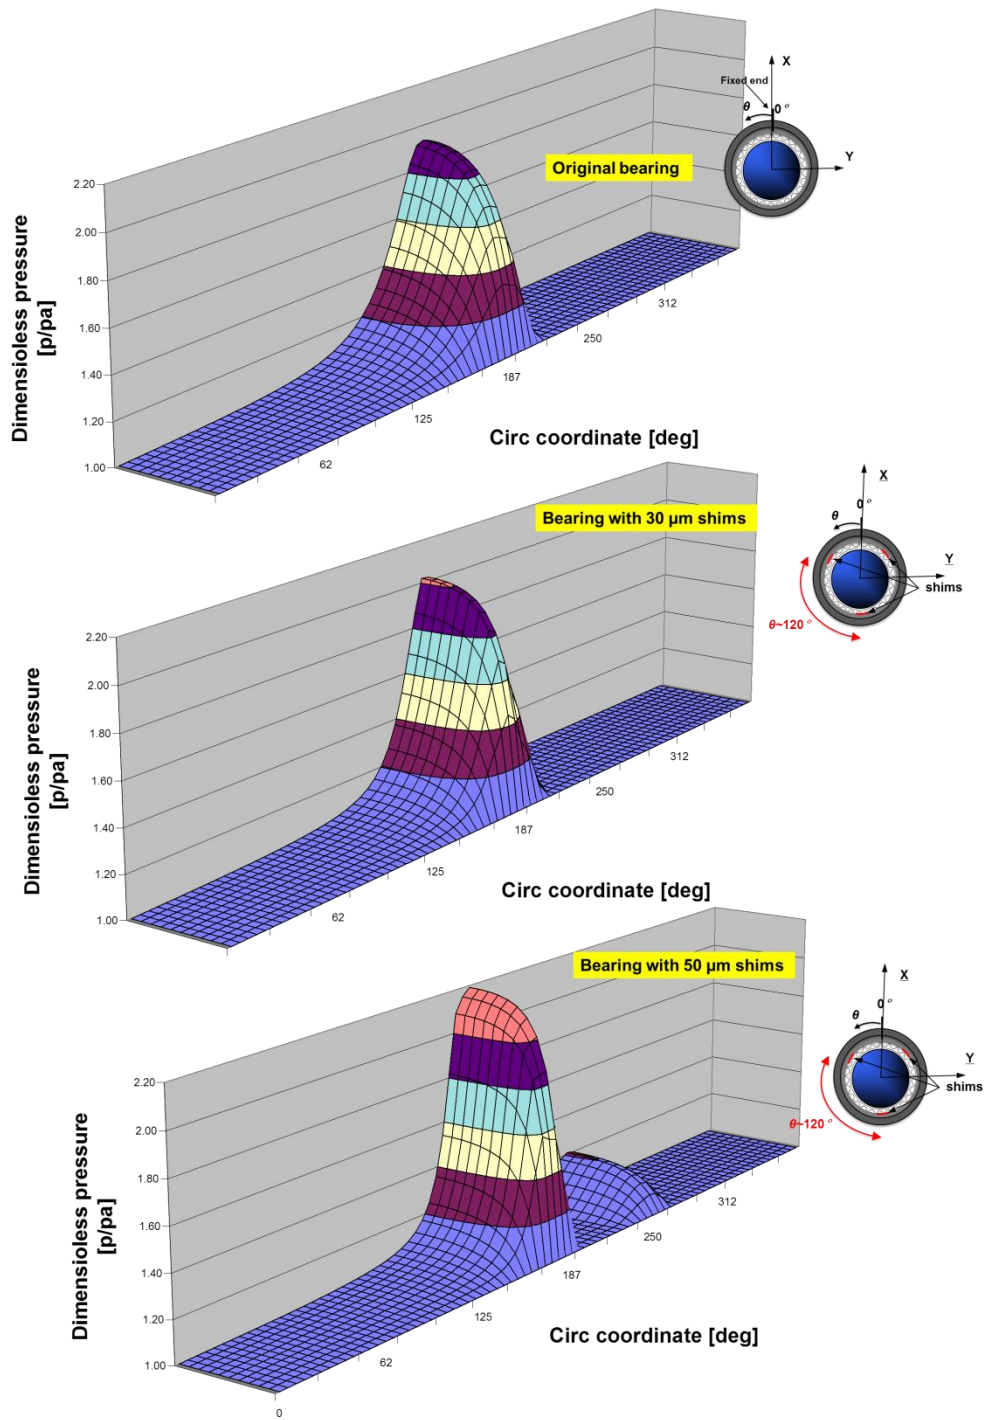 X
Fixed end
θ
0 °
Y
Original bearing
2.20
2.00
1.80
1.60
1.40
1.20
1.00
Dimensioless pressure
[p/pa]
312
250
187
125
62
Circ coordinate [deg]
X
0 °
θ
Y
Bearing with 30 µm shims
shims
θ~120 °
2.20
2.00
1.80
1.60
1.40
1.20
1.00
Dimensioless pressure
[p/pa]
312
250
187
125
62
Circ coordinate [deg]
Bearing with 50 µm shims
X
0 °
θ
Y
shims
θ~120 °
2.20
2.00
1.80
1.60
1.40
1.20
1.00
Dimensioless pressure
[p/pa]
312
250
187
125
62
0
Circ coordinate [deg]